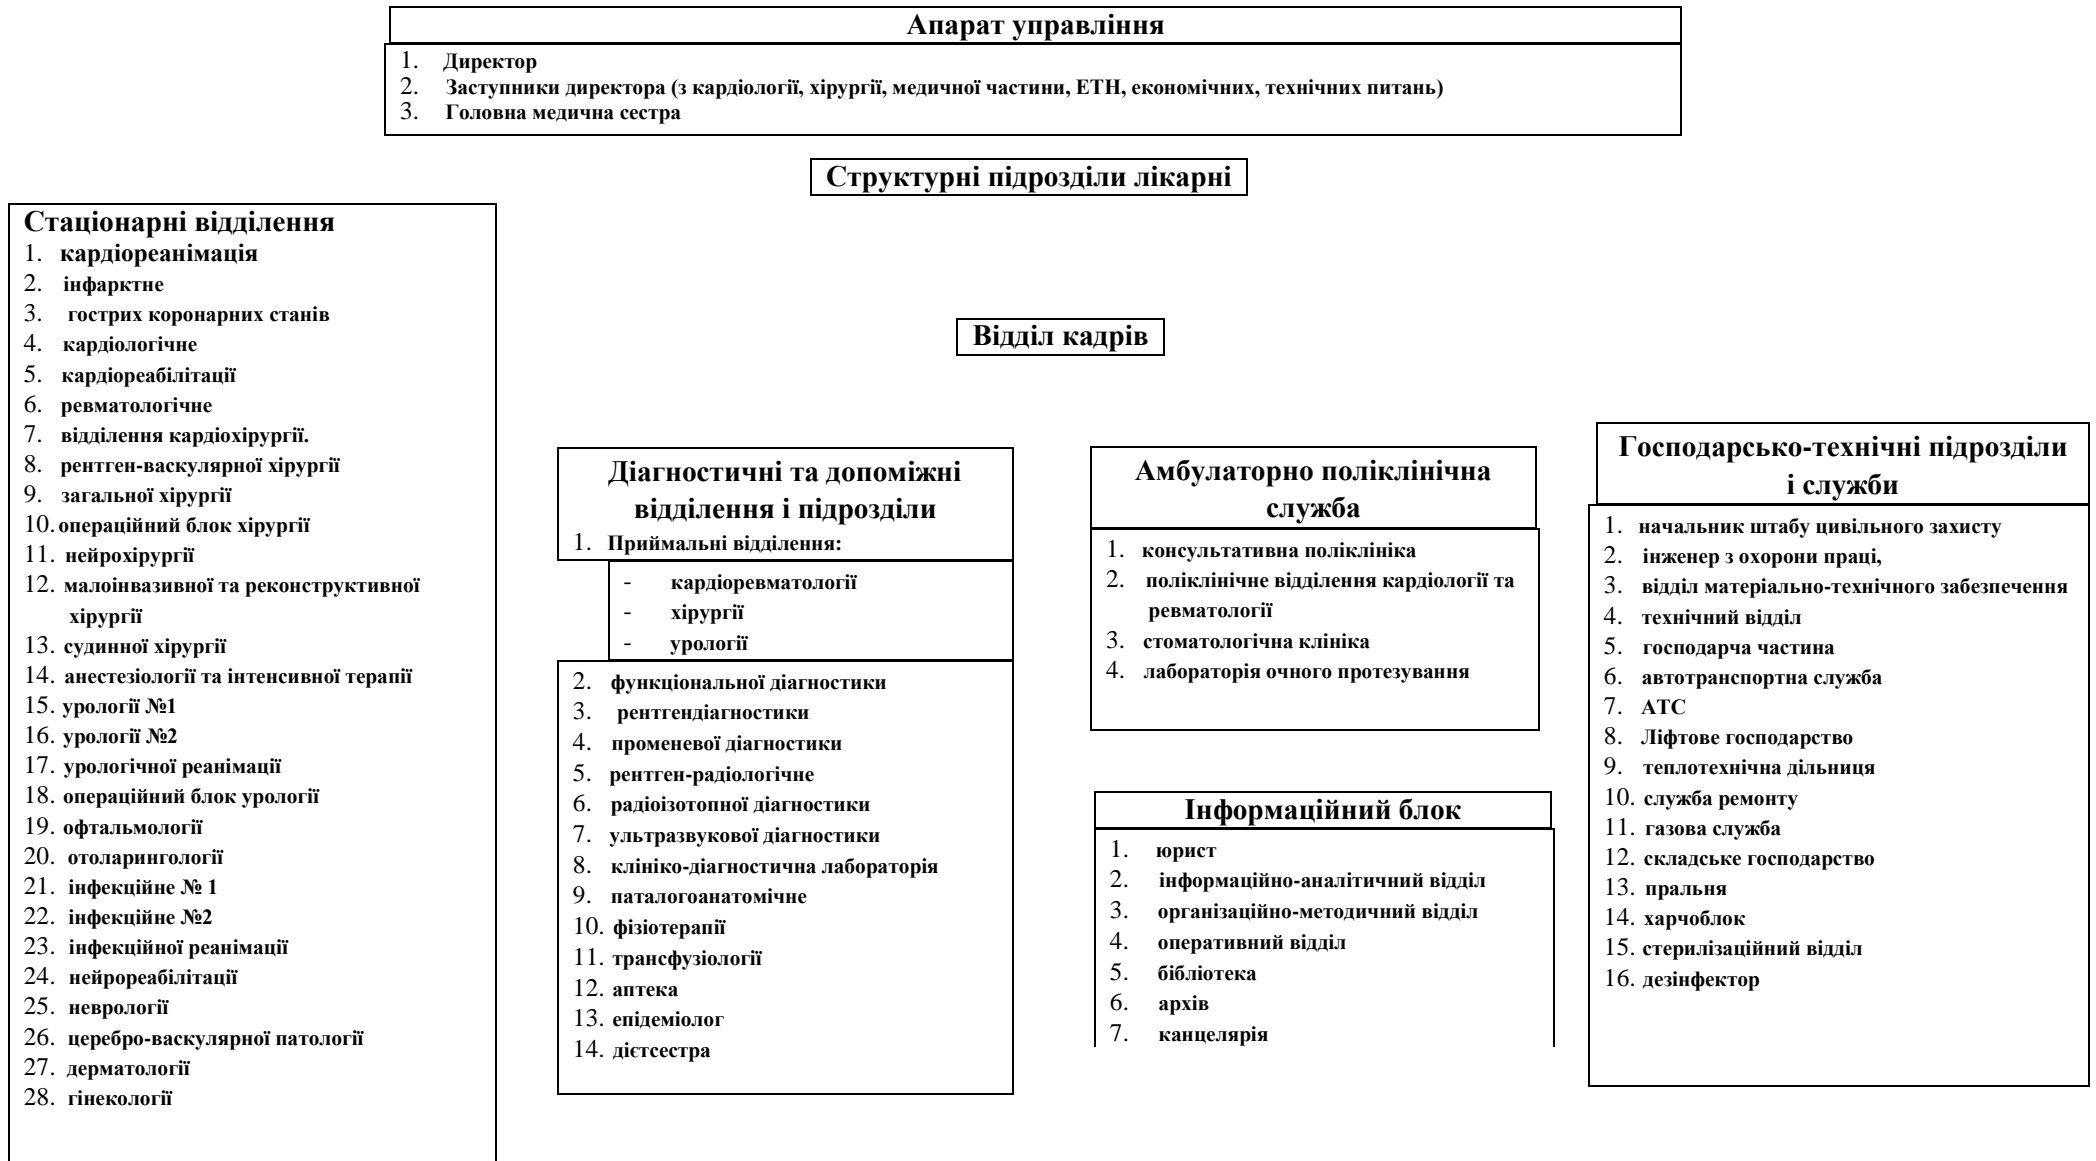 Апарат управління
1. Директор
2. Заступники директора (з кардіології, хірургії, медичної частини, ЕТН, економічних, технічних питань)
3. Головна медична сестра
Структурні підрозділи лікарні
Стаціонарні відділення
1. кардіореанімація
2. інфарктне
3. гострих коронарних станів
4. кардіологічне
5. кардіореабілітації
6. ревматологічне
7. відділення кардіохірургії.
8. рентген-васкулярної хірургії
9. загальної хірургії
10. операційний блок хірургії
11. нейрохірургії
12. малоінвазивної та реконструктивної
хірургії
13. судинної хірургії
14. анестезіології та інтенсивної терапії
15. урології №1
16. урології №2
17. урологічної реанімації
18. операційний блок урології
19. офтальмології
20. отоларингології
21. інфекційне № 1
22. інфекційне №2
23. інфекційної реанімації
24. нейрореабілітації
25. неврології
26. церебро-васкулярної патології
27. дерматології
28. гінекології
Відділ кадрів
Діагностичні та допоміжні
відділення і підрозділи
1. Приймальні відділення:
- кардіоревматології
- хірургії
- урології
2. функціональної діагностики
3. рентгендіагностики
4. променевої діагностики
5. рентген-радіологічне
6. радіоізотопної діагностики
7. ультразвукової діагностики
8. клініко-діагностична лабораторія
9. паталогоанатомічне
10. фізіотерапії
11. трансфузіології
12. аптека
13. епідеміолог
14. дієтсестра
Амбулаторно поліклінічна
служба
1. консультативна поліклініка
2. поліклінічне відділення кардіології та
ревматології
3. стоматологічна клініка
4. лабораторія очного протезування
Інформаційний блок
1. юрист
2. інформаційно-аналітичний відділ
3. організаційно-методичний відділ
4. оперативний відділ
5. бібліотека
6. архів
7. канцелярія
Господарсько-технічні підрозділи
і служби
1. начальник штабу цивільного захисту
2. інженер з охорони праці,
3. відділ матеріально-технічного забезпечення
4. технічний відділ
5. господарча частина
6. автотранспортна служба
7. АТС
8. Ліфтове господарство
9. теплотехнічна дільниця
10. служба ремонту
11. газова служба
12. складське господарство
13. пральня
14. харчоблок
15. стерилізаційний відділ
16. дезінфектор